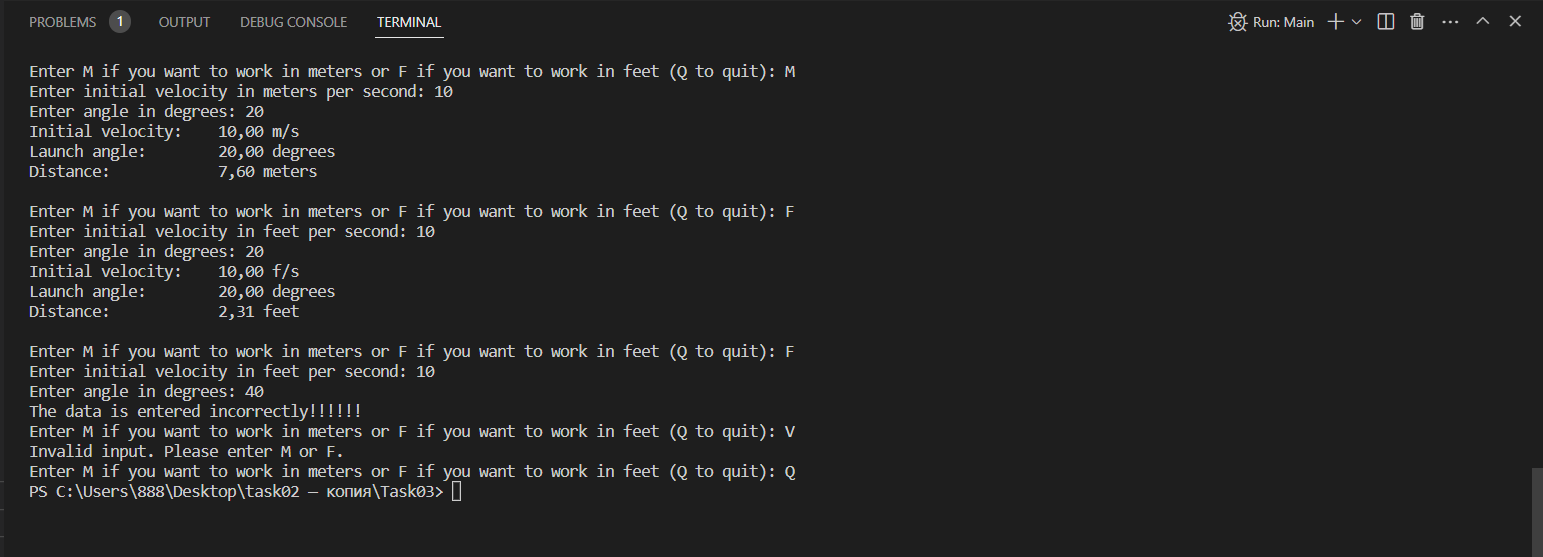 PROBLEMS 1 OUTPUT DEBUG CONSOLE TERMINAL Run: Main
Enter M if you want to work in meters or F if you want to work in feet (Q to quit): M
Enter initial velocity in meters per second: 10
Enter angle in degrees: 20
Initial velocity:    10,00 m/s
Launch angle:        20,00 degrees
Distance:            7,60 meters
Enter M if you want to work in meters or F if you want to work in feet (Q to quit): F
Enter initial velocity in feet per second: 10
Enter angle in degrees: 20
Initial velocity:    10,00 f/s
Launch angle:        20,00 degrees
Distance:            2,31 feet
Enter M if you want to work in meters or F if you want to work in feet (Q to quit): F
Enter initial velocity in feet per second: 10
Enter angle in degrees: 40
The data is entered incorrectly!!!!!!
Enter M if you want to work in meters or F if you want to work in feet (Q to quit): V
Invalid input. Please enter M or F.
Enter M if you want to work in meters or F if you want to work in feet (Q to quit): Q
PS C:\Users\888\Desktop\task02 — копия\Task03>